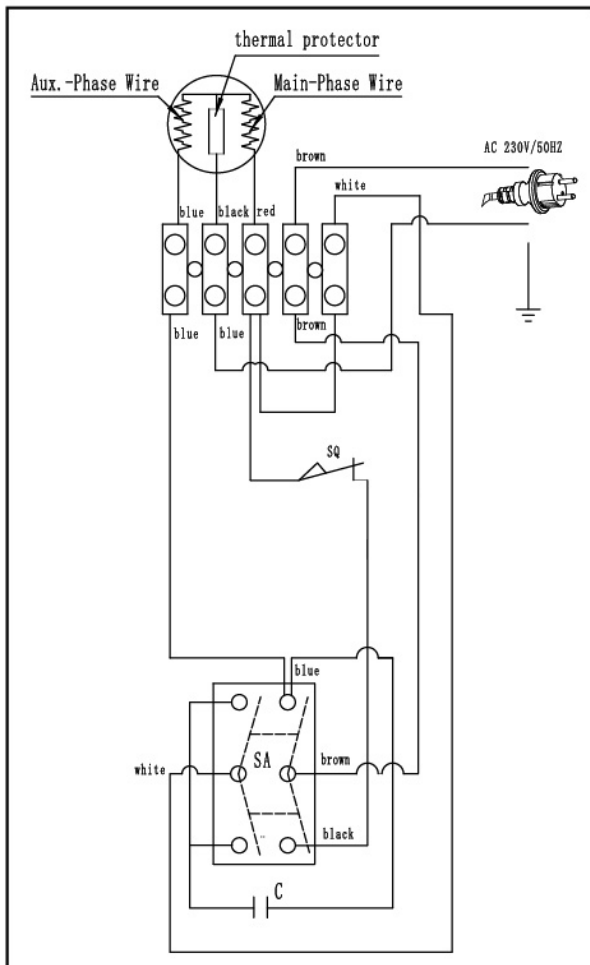 thermal protector
Aux.-Phase Wire
Main-Phase Wire
AC 230V/50HZ
brown
white
blue
black
red
blue
blue
brown
SQ
blue
SA
white
brown
black
C